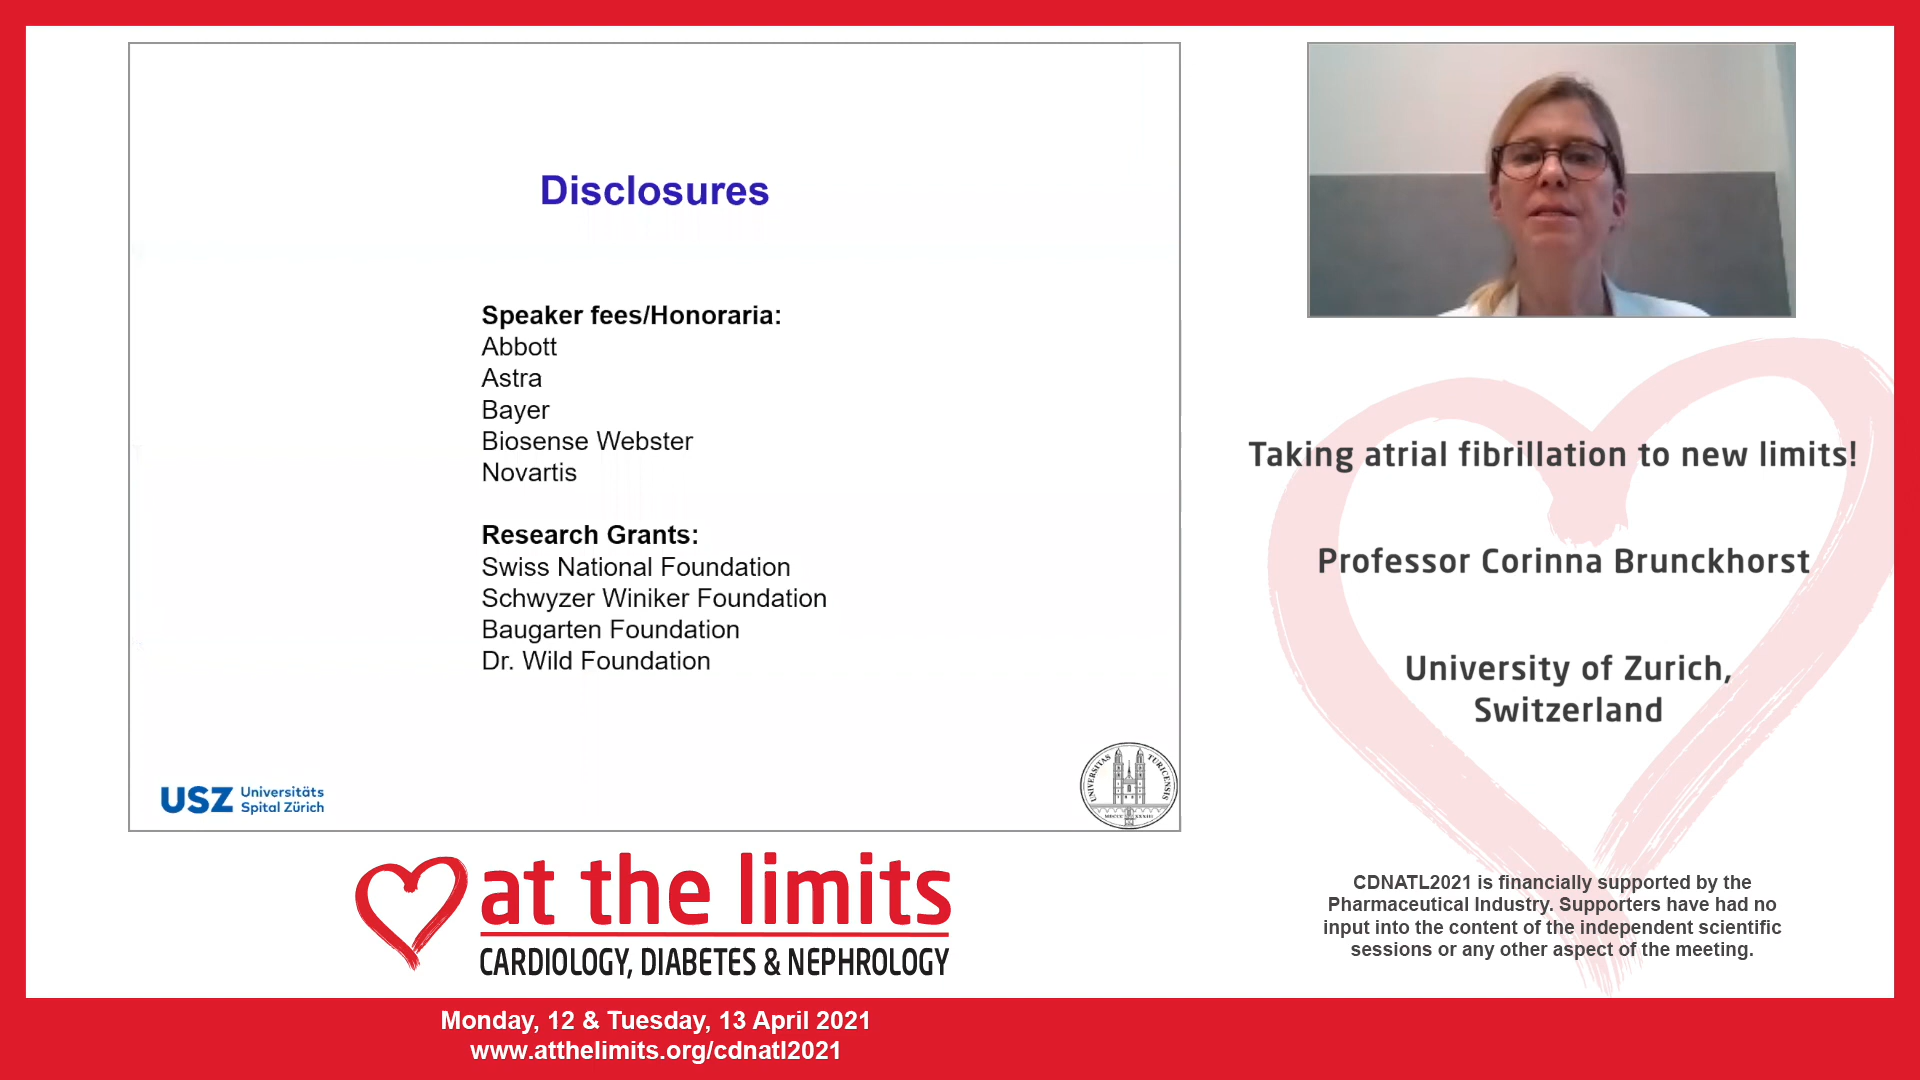 Disclosures
Speaker fees/Honoraria:
Abbott
Astra
Bayer
Biosense Webster
Novartis
Research Grants:
Swiss National Foundation
Schwyzer Winiker Foundation
Baugarten Foundation
Dr. Wild Foundation
USZ Universitäts
Spital Zürich
UNIVERSITAS TURICENSIS
Taking atrial fibrillation to new limits!
Professor Corinna Brunckhorst
University of Zurich,
Switzerland
CDNATL2021 is financially supported by the
Pharmaceutical Industry. Supporters have had no
input into the content of the independent scientific
sessions or any other aspect of the meeting.
at the limits
CARDIOLOGY, DIABETES & NEPHROLOGY
Monday, 12 & Tuesday, 13 April 2021
www.atthelimits.org/cdnatl2021